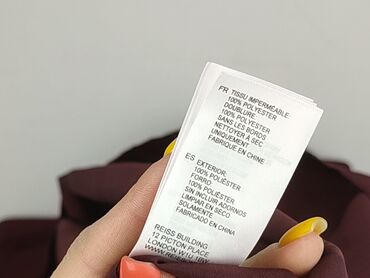 FR TISSU IMPERMÉABLE:
100% POLYESTER
DOUBLURE:
100% POLYESTER
SANS LES BORDS
NETTOYER À SEC
UNIQUEMENT
FABRIQUÉ EN CHINE
ES EXTERIOR:
100% POLIÉSTER
FORRO:
100% POLIÉSTER
SIN INCLUIR ADORNOS
LIMPIAR EN SECO
SOLAMENTE
FABRICADO EN CHINA
REISS BUILDING
12 PICTON PLACE
LONDON W1U